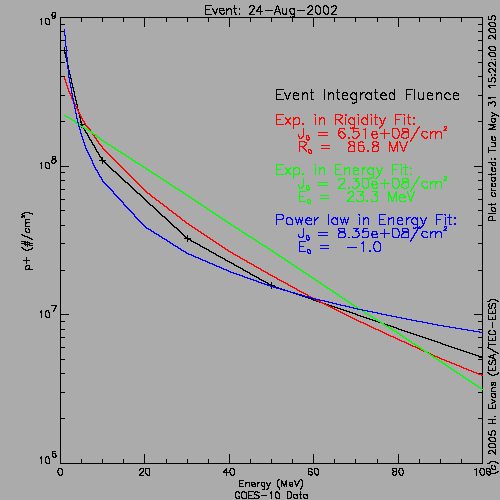 Event: 24-Aug-2002
10⁹
10⁸
10⁷
10⁶
p+ (#/cm²)
Event Integrated Fluence
Exp. in Rigidity Fit:
J₀ = 6.51e+08/cm²
R₀ = 86.8 MV
Exp. in Energy Fit:
J₀ = 2.30e+08/cm²
E₀ = 23.3 MeV
Power law in Energy Fit:
J₀ = 8.35e+08/cm²
E₀ = -1.0
0 20 40 60 80 100
Energy (MeV)
GOES-10 Data
Plot created: Tue May 31 15:22:00 2005
(c) 2005 H. Evans (ESA/TEC-EES)